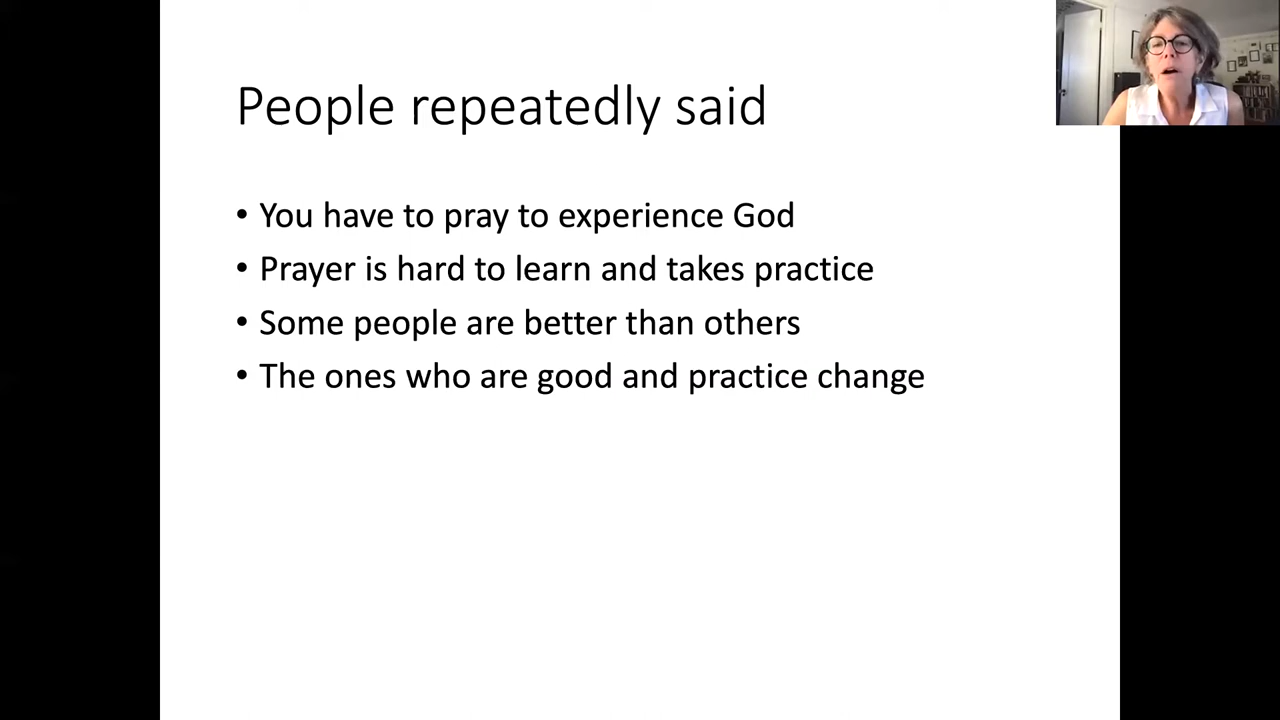 People repeatedly said
• You have to pray to experience God
• Prayer is hard to learn and takes practice
• Some people are better than others
• The ones who are good and practice change